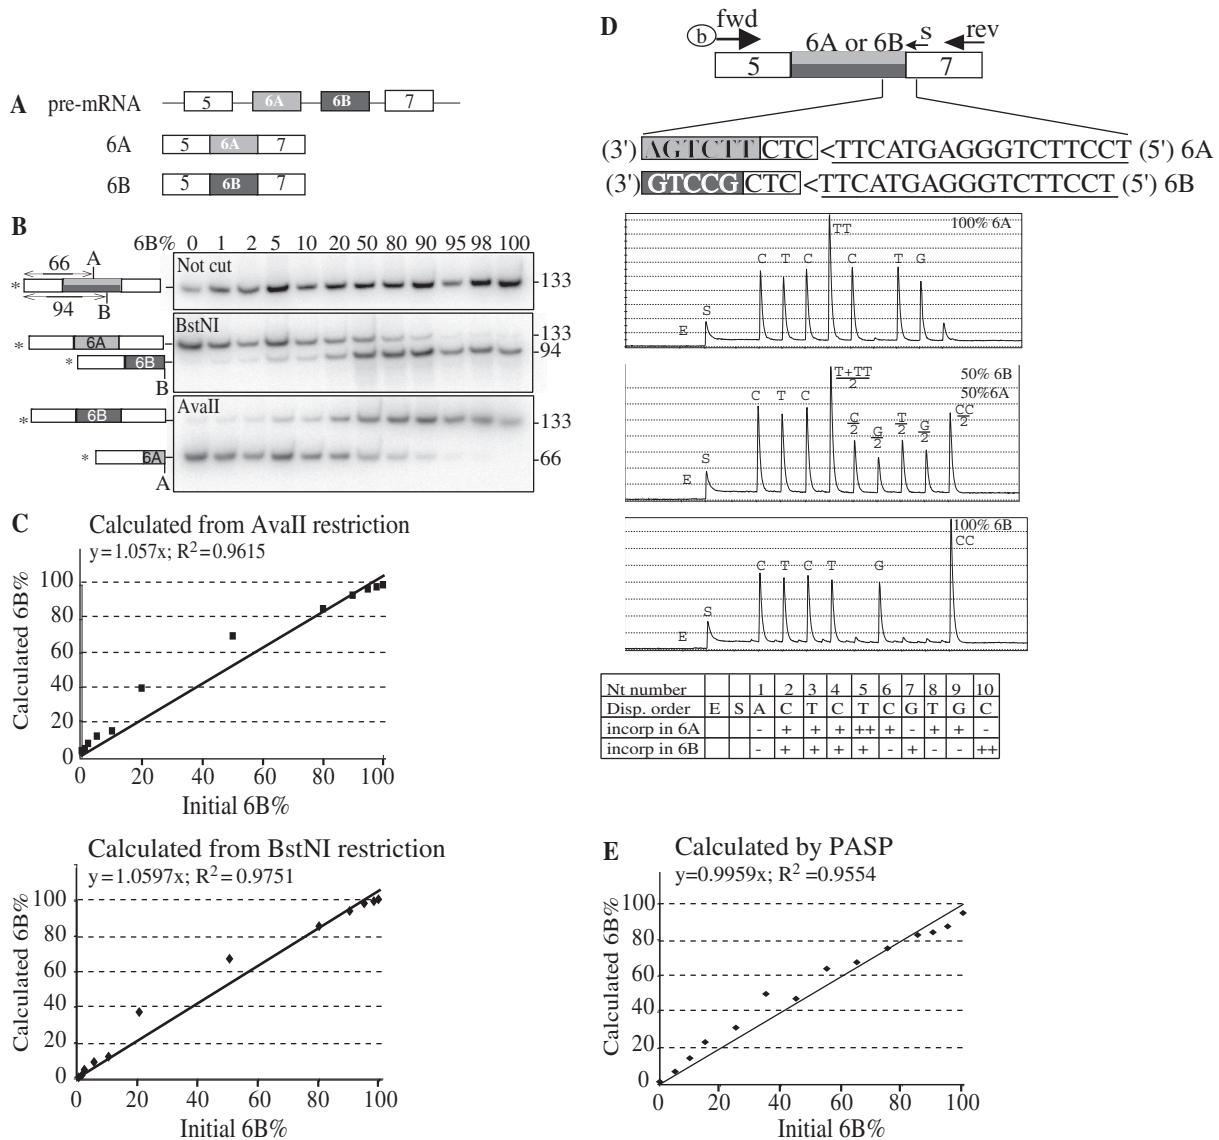 A
pre-mRNA
5
6A
6B
7
6A
5
6A
7
6B
5
6B
7
B
6B%
0 1 2 5 10 20 50 80 90 95 98 100
Not cut
A
66
*
94
B
133
BstNI
* 6A
* 6B
B
133
94
AvaII
* 6B
* 6A
A
133
66
C
Calculated from AvaII restriction
y=1.057x; R²=0.9615
Calculated 6B%
100
80
60
40
20
0
0 20 40 60 80 100
Initial 6B%
Calculated from BstNI restriction
y=1.0597x; R²=0.9751
Calculated 6B%
100
80
60
40
20
0
0 20 40 60 80 100
Initial 6B%
D
b fwd
6A or 6B
s
rev
5
7
(3') AGTCTT CTC <TTCATGAGGGTCTTCCT (5') 6A
(3') GTCCG CTC <TTCATGAGGGTCTTCCT (5') 6B
100% 6A
E S C T C TT C T G
50% 6B
50%6A
E S C T C T+TT/2 C/2 G/2 T/2 G/2 CC/2
100% 6B
E S C T C T G CC
Nt number 1 2 3 4 5 6 7 8 9 10
Disp. order E S A C T C T C G T G C
incorp in 6A - + + + ++ + - + + -
incorp in 6B - + + + + - + - - ++
E
Calculated by PASP
y=0.9959x; R² =0.9554
Calculated 6B%
100
80
60
40
20
0
0 20 40 60 80 100
Initial 6B%